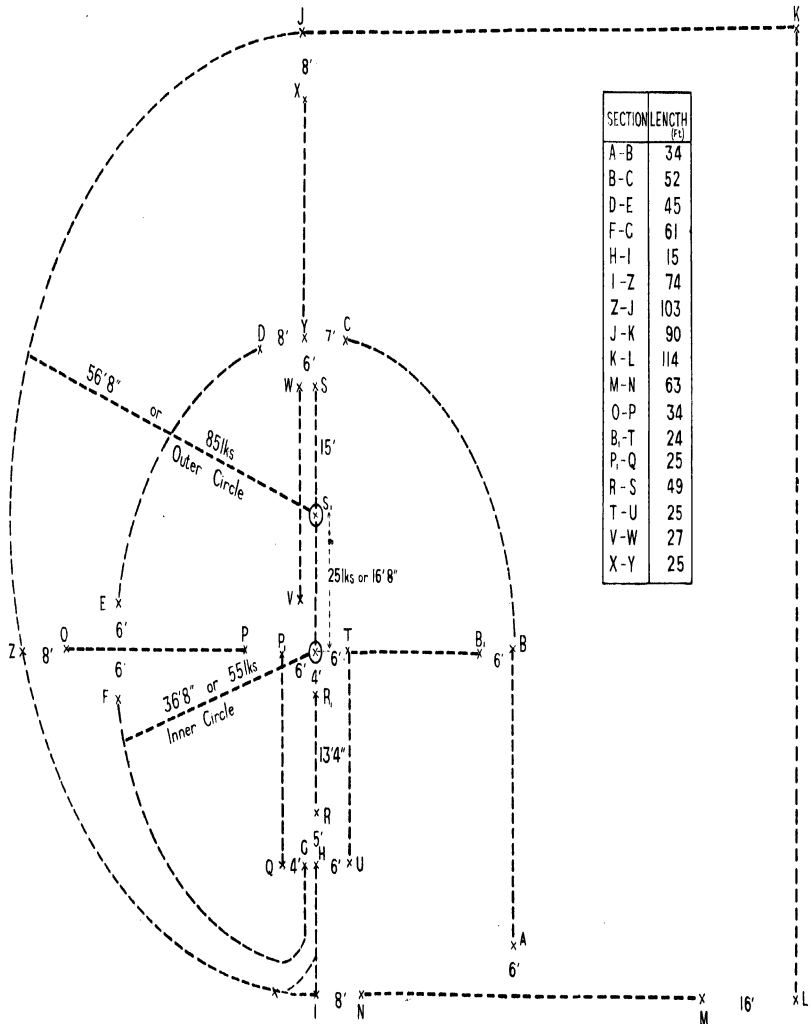 J
K
8'
X
SECTION LENGTH (Ft)
A-B 34
B-C 52
D-E 45
F-G 61
H-I 15
I-Z 74
Z-J 103
J-K 90
K-L 114
M-N 63
O-P 34
B₁-T 24
P₁-Q 25
R-S 49
T-U 25
V-W 27
X-Y 25
D 8' Y 7' C
6'
W S
56'8" or 85lks
Outer Circle
15'
S₁
25lks or 16'8"
E V
6'
Z 8' O P P₁ 6' 6' T B₁ 6' B
6' 4'
F R₁
36'8" or 55lks
Inner Circle
13'4"
R
5'
G H
Q 4' 6' U
A
6'
I 8' N M 16' L